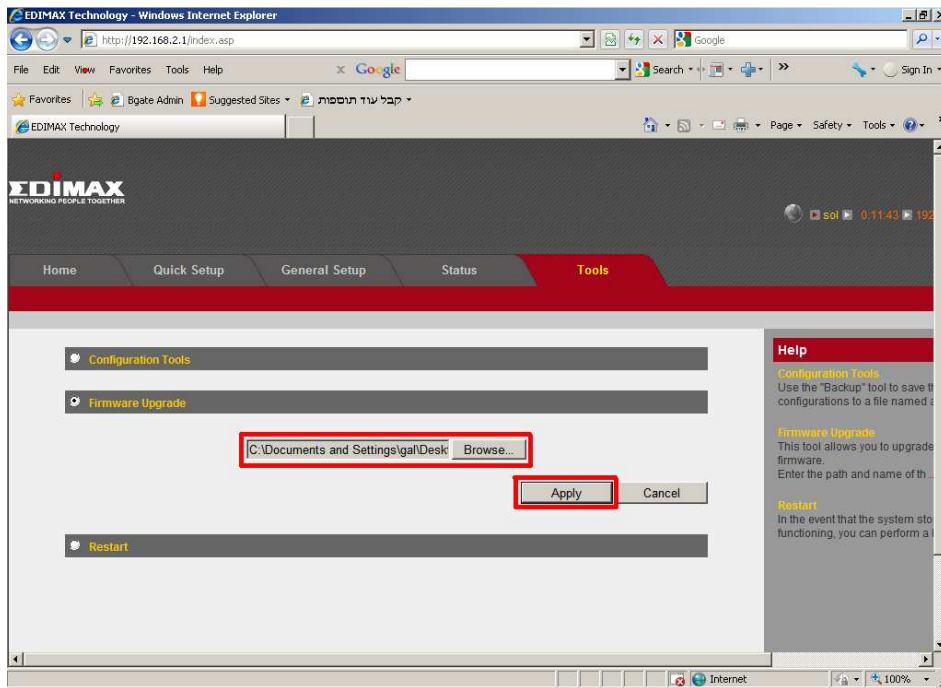 EDIMAX Technology - Windows Internet Explorer
http://192.168.2.1/index.asp
Google
File Edit View Favorites Tools Help
x Google Search Sign In
Favorites Bgate Admin Suggested Sites קבל עוד תוספות
EDIMAX Technology
Page Safety Tools
EDIMAX
NETWORKING PEOPLE TOGETHER
sol 0:11:43 192
Home Quick Setup General Setup Status Tools
Configuration Tools
Firmware Upgrade
C:\Documents and Settings\gal\Desk Browse...
Apply Cancel
Restart
Help
Configuration Tools
Use the "Backup" tool to save
configurations to a file named
Firmware Upgrade
This tool allows you to upgrade
firmware.
Enter the path and name of th ..
Restart
In the event that the system sto
functioning, you can perform a
Internet 100%